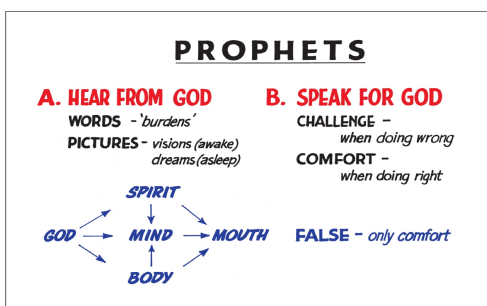 PROPHETS
A. HEAR FROM GOD
WORDS - 'burdens'
PICTURES - visions (awake)
dreams (asleep)
B. SPEAK FOR GOD
CHALLENGE -
when doing wrong
COMFORT -
when doing right
SPIRIT
GOD MIND MOUTH
BODY
FALSE - only comfort